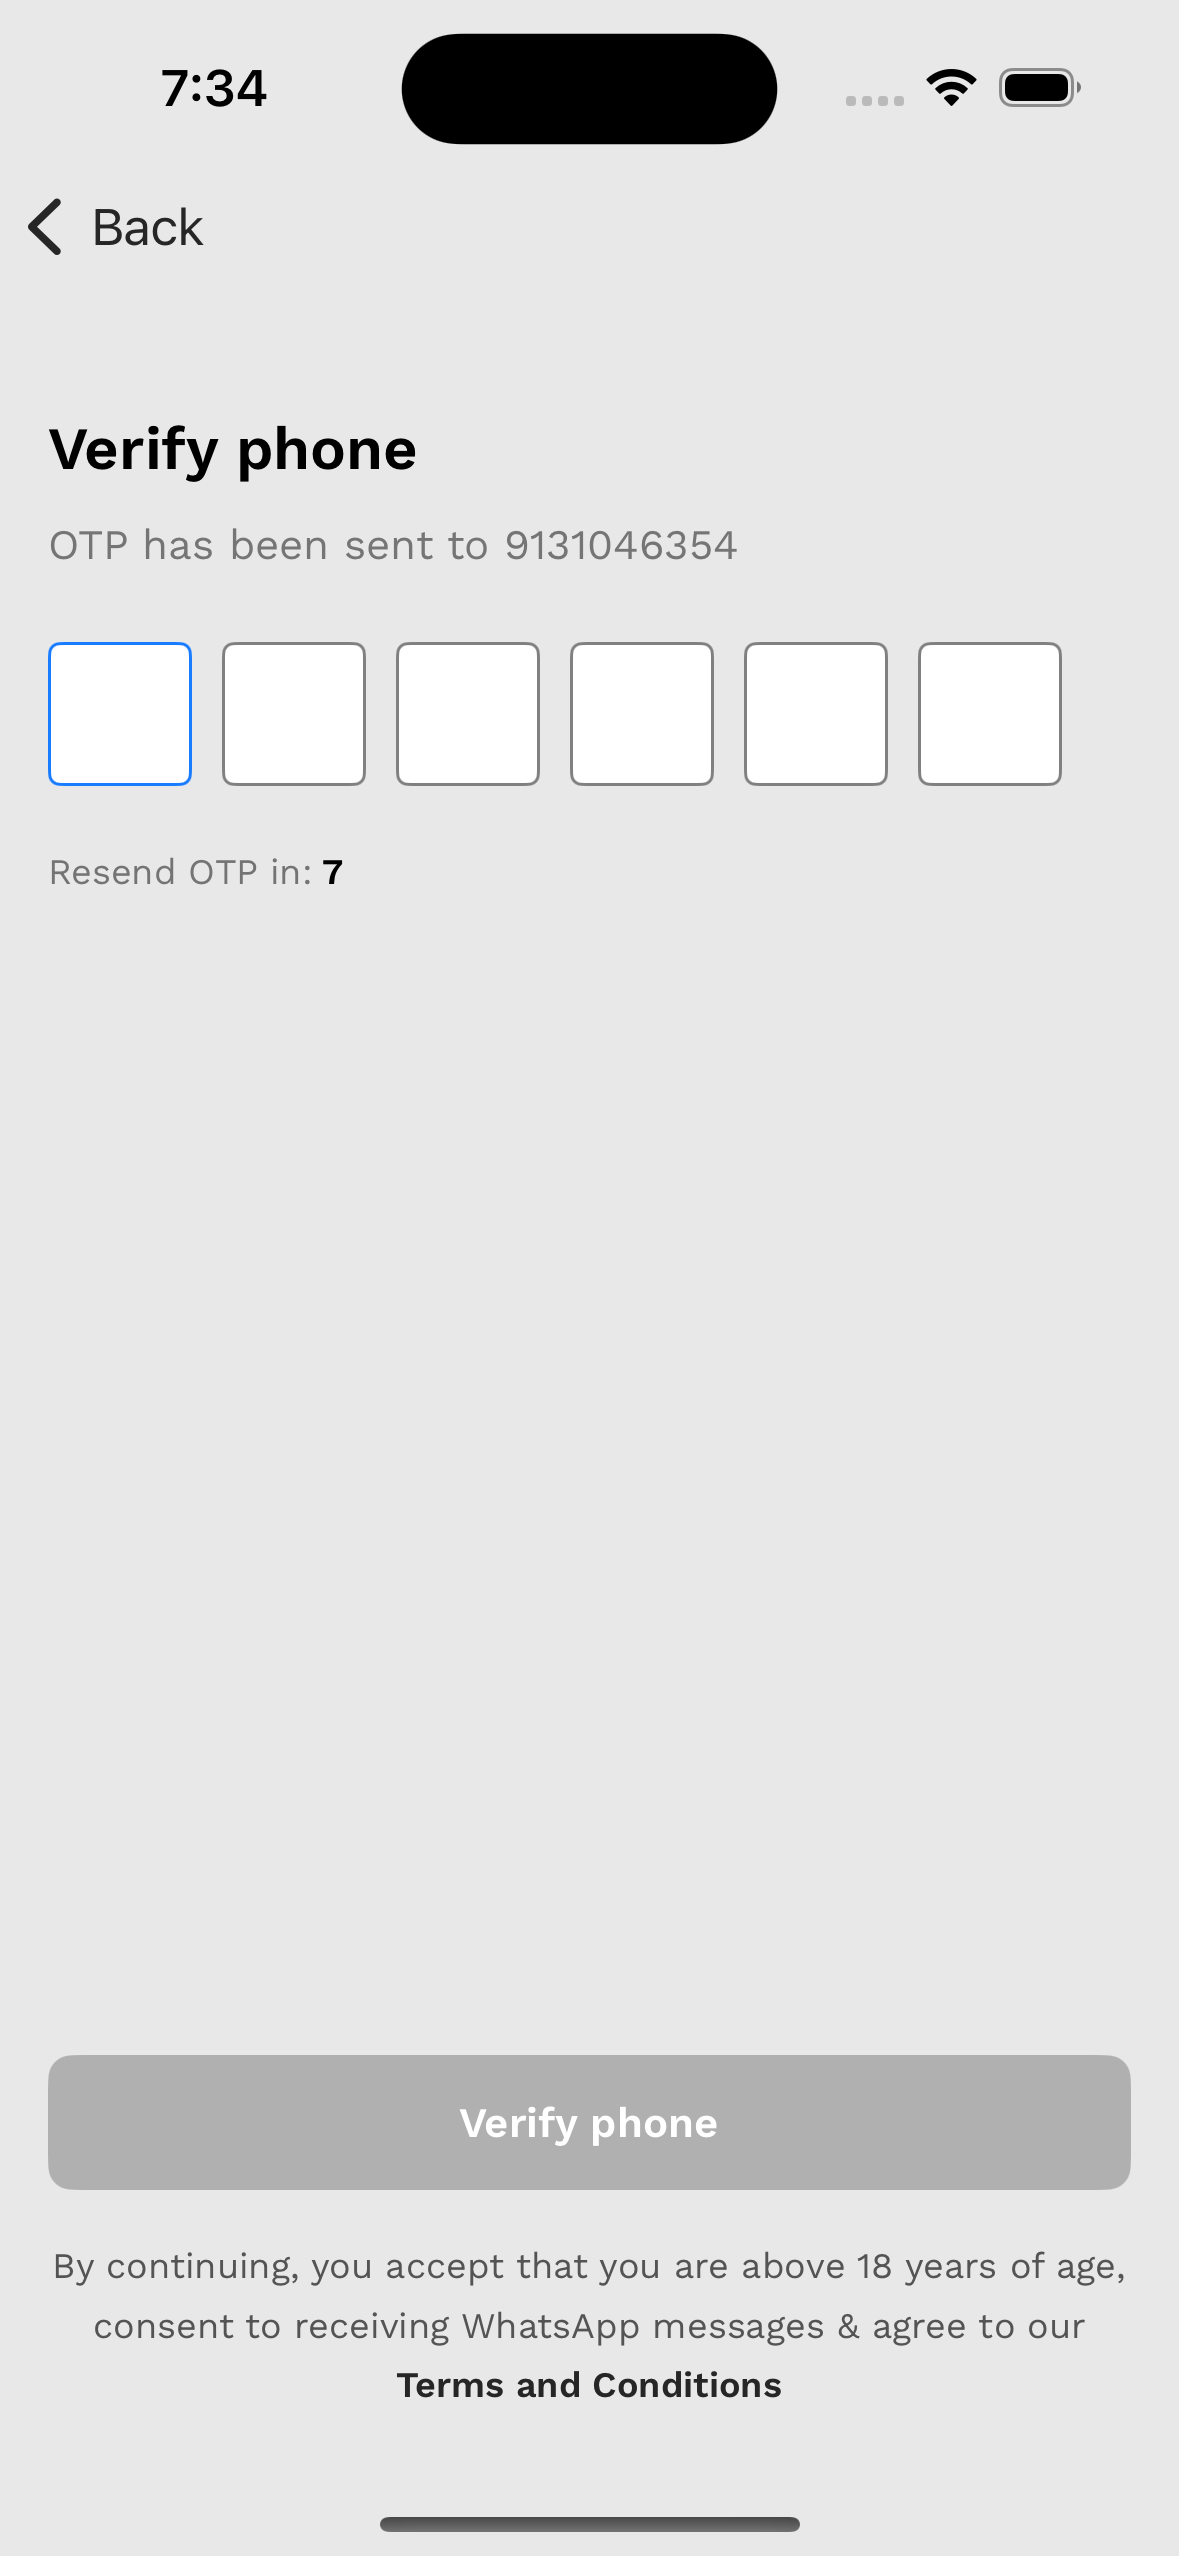 7:34
Back
Verify phone
OTP has been sent to 9131046354
Resend OTP in: 7
Verify phone
By continuing, you accept that you are above 18 years of age,
consent to receiving WhatsApp messages & agree to our
Terms and Conditions